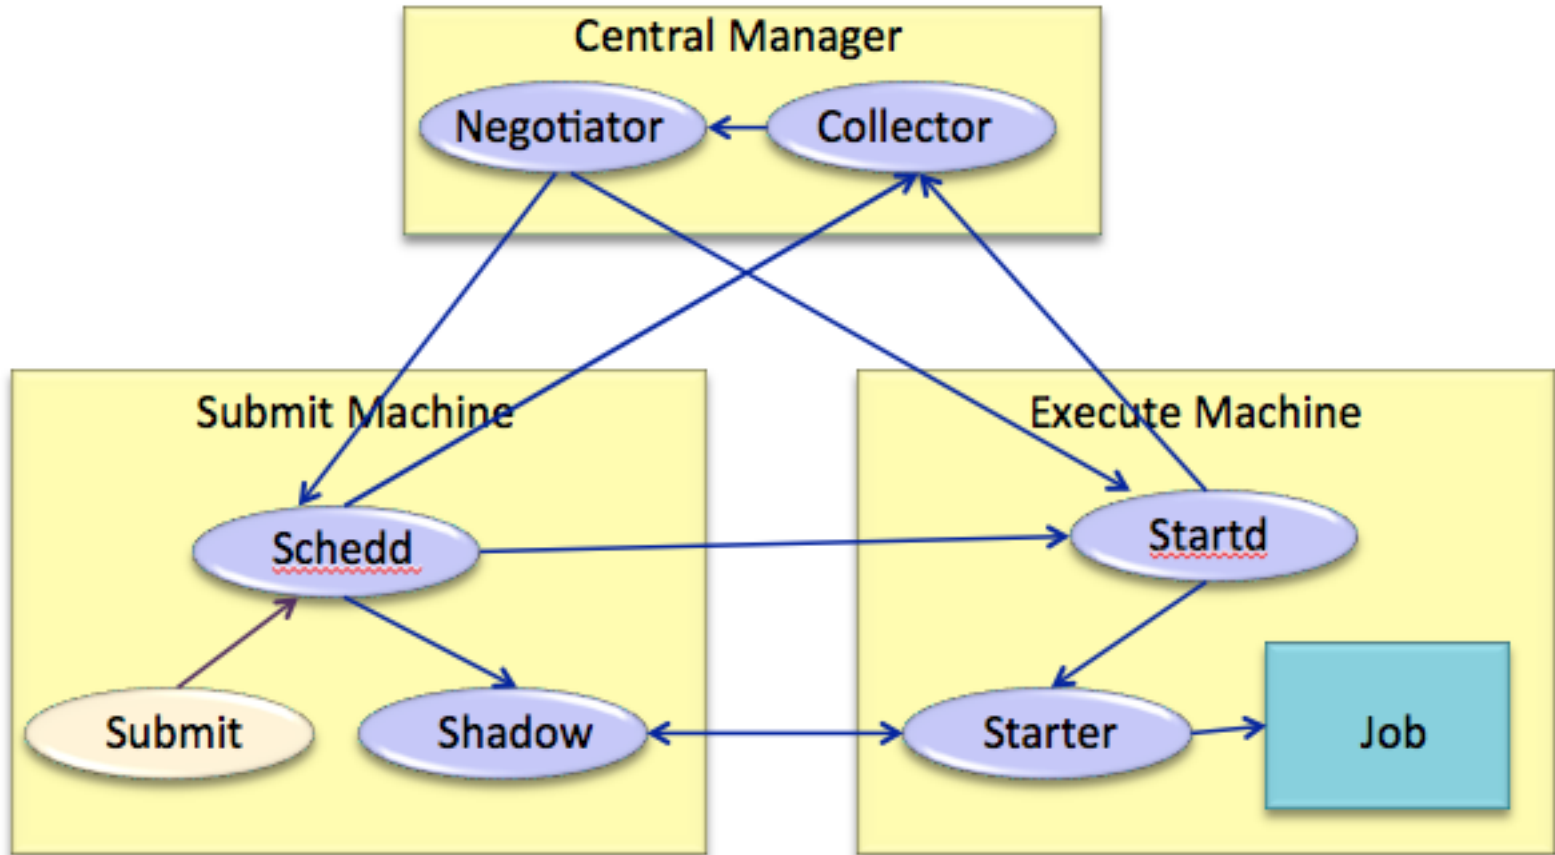 Central Manager
Negotiator
Collector
Submit Machine
Execute Machine
Schedd
Startd
Submit
Shadow
Starter
Job